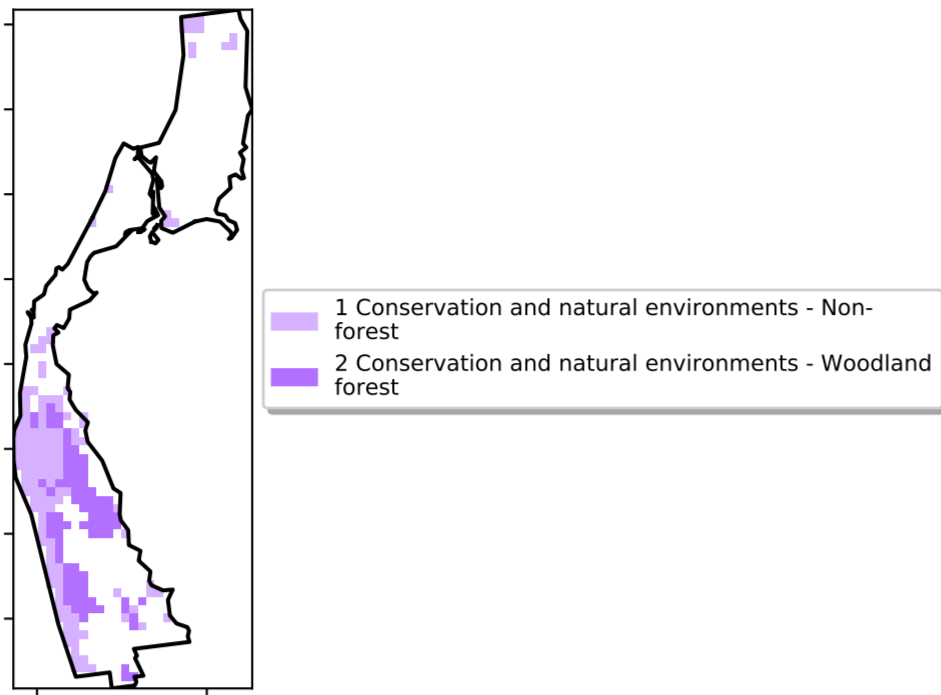 1 Conservation and natural environments - Non-
forest
2 Conservation and natural environments - Woodland
forest